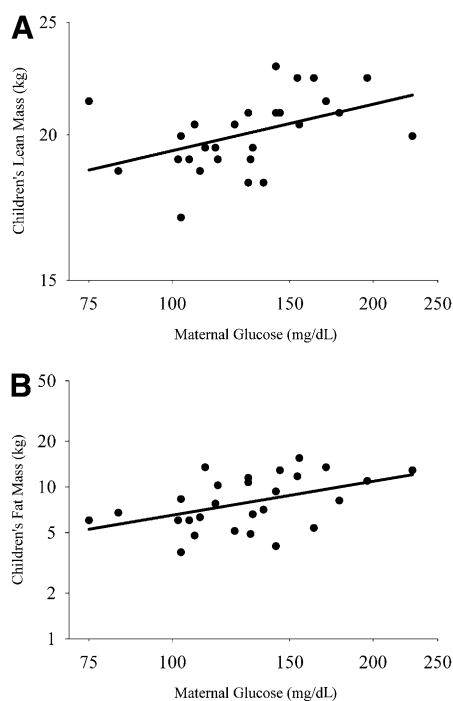 A
25
20
15
Children's Lean Mass (kg)
75 100 150 200 250
Maternal Glucose (mg/dL)
B
50
20
10
5
2
1
Children's Fat Mass (kg)
75 100 150 200 250
Maternal Glucose (mg/dL)